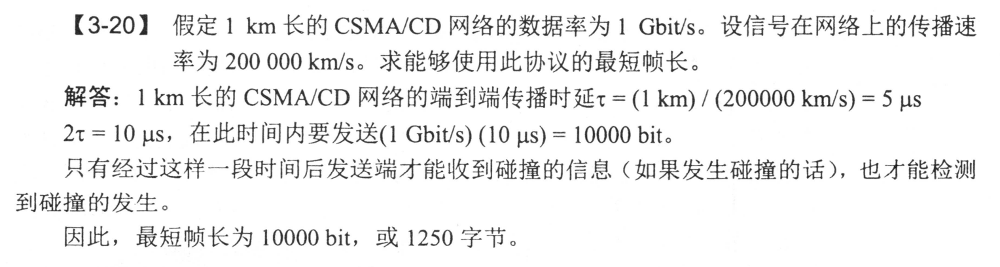 【3-20】 假定 1 km 长的 CSMA/CD 网络的数据率为 1 Gbit/s。设信号在网络上的传播速
率为 200 000 km/s。求能够使用此协议的最短帧长。
解答：1 km 长的 CSMA/CD 网络的端到端传播时延τ = (1 km) / (200000 km/s) = 5 μs
2τ = 10 μs，在此时间内要发送(1 Gbit/s) (10 μs) = 10000 bit。
只有经过这样一段时间后发送端才能收到碰撞的信息（如果发生碰撞的话），也才能检测
到碰撞的发生。
因此，最短帧长为 10000 bit，或 1250 字节。